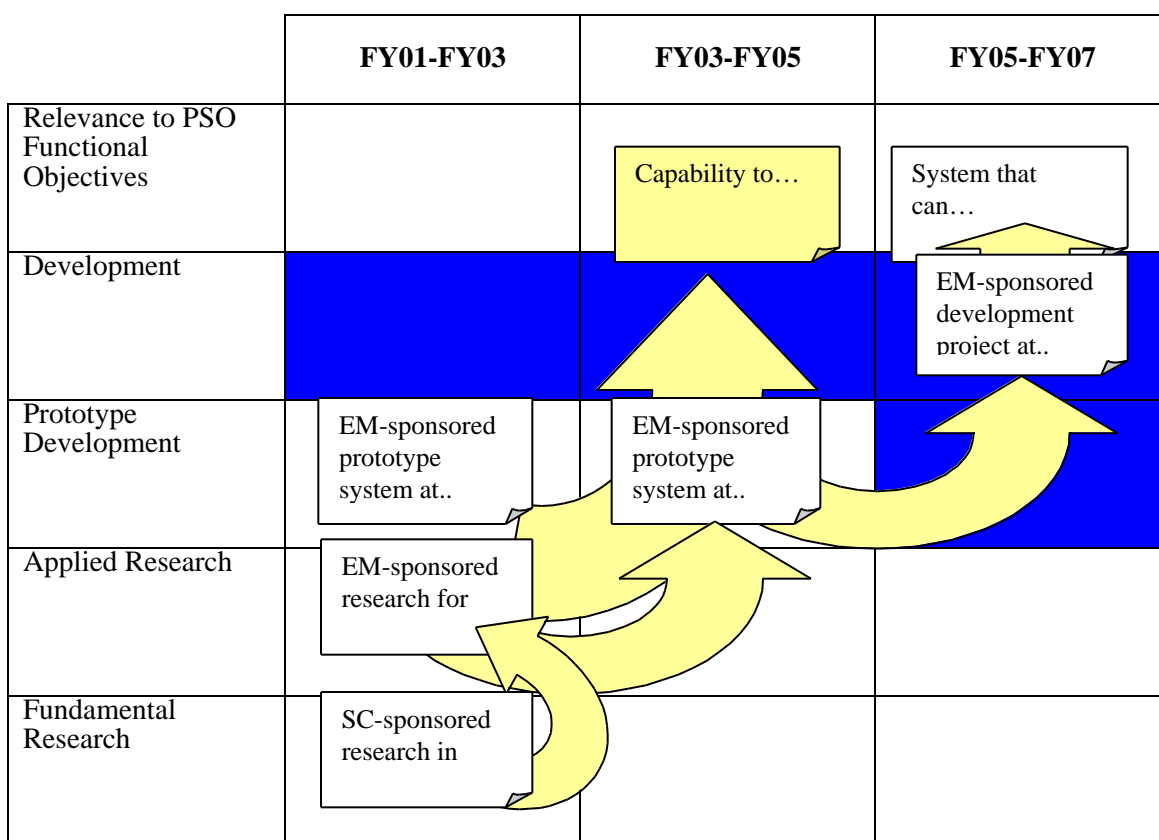 FY01-FY03
FY03-FY05
FY05-FY07
Relevance to PSO
Functional
Objectives
Capability to…
System that
can…
Development
EM-sponsored
development
project at..
Prototype
Development
EM-sponsored
prototype
system at..
EM-sponsored
prototype
system at..
Applied Research
EM-sponsored
research for
Fundamental
Research
SC-sponsored
research in